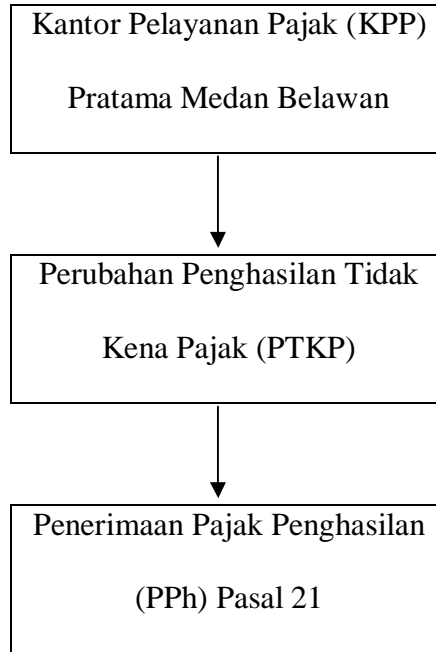 Kantor Pelayanan Pajak (KPP)
Pratama Medan Belawan
Perubahan Penghasilan Tidak
Kena Pajak (PTKP)
Penerimaan Pajak Penghasilan
(PPh) Pasal 21